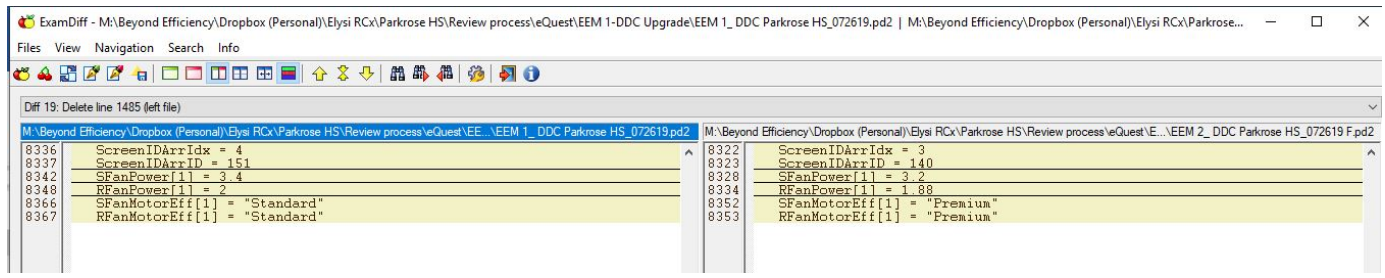 ExamDiff - M:\Beyond Efficiency\Dropbox (Personal)\Elysi RCx\Parkrose HS\Review process\eQuest\EEM 1-DDC Upgrade\EEM 1_ DDC Parkrose HS_072619.pd2 | M:\Beyond Efficiency\Dropbox (Personal)\Elysi RCx\Parkrose...
Files View Navigation Search Info
Diff 19: Delete line 1485 (left file)
M:\Beyond Efficiency\Dropbox (Personal)\Elysi RCx\Parkrose HS\Review process\eQuest\EE...\EEM 1_ DDC Parkrose HS_072619.pd2
8336 ScreenIDArrIdx = 4
8337 ScreenIDArrID = 151
8342 SFanPower[1] = 3.4
8348 RFanPower[1] = 2
8366 SFanMotorEff[1] = "Standard"
8367 RFanMotorEff[1] = "Standard"
M:\Beyond Efficiency\Dropbox (Personal)\Elysi RCx\Parkrose HS\Review process\eQuest\E...\EEM 2_ DDC Parkrose HS_072619 F.pd2
8322 ScreenIDArrIdx = 3
8323 ScreenIDArrID = 140
8328 SFanPower[1] = 3.2
8334 RFanPower[1] = 1.88
8352 SFanMotorEff[1] = "Premium"
8353 RFanMotorEff[1] = "Premium"